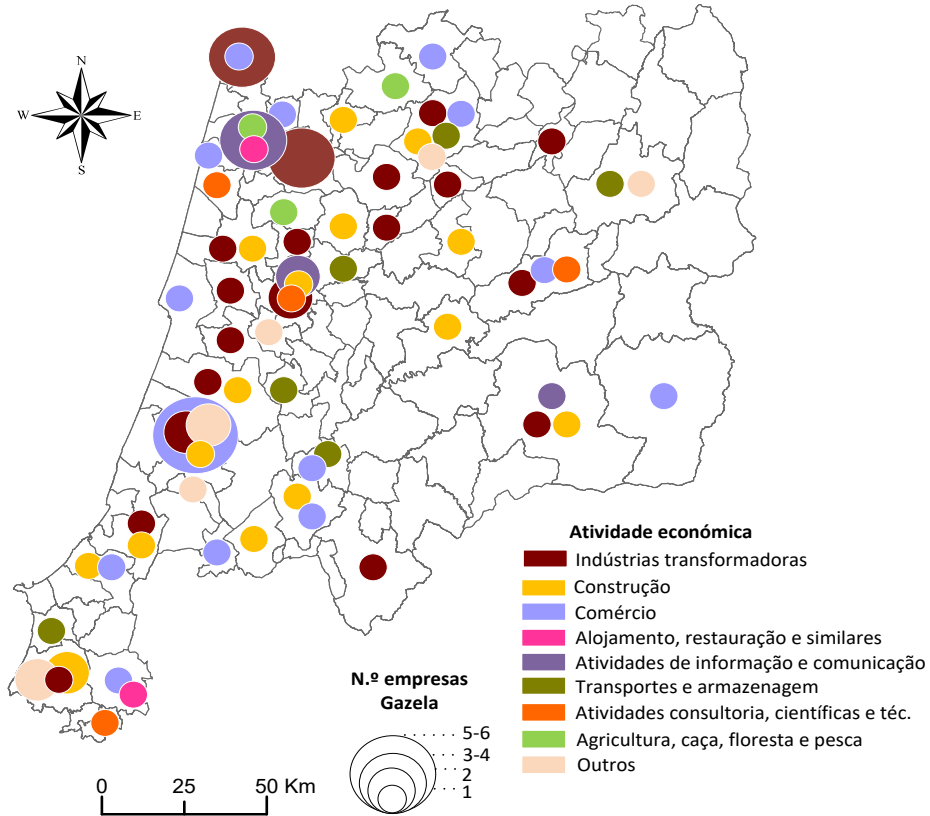 N
W
E
S
Atividade económica
Indústrias transformadoras
Construção
Comércio
Alojamento, restauração e similares
Atividades de informação e comunicação
Transportes e armazenagem
Atividades consultoria, científicas e téc.
Agricultura, caça, floresta e pesca
Outros
N.º empresas
Gazela
5-6
3-4
2
1
0 25 50 Km